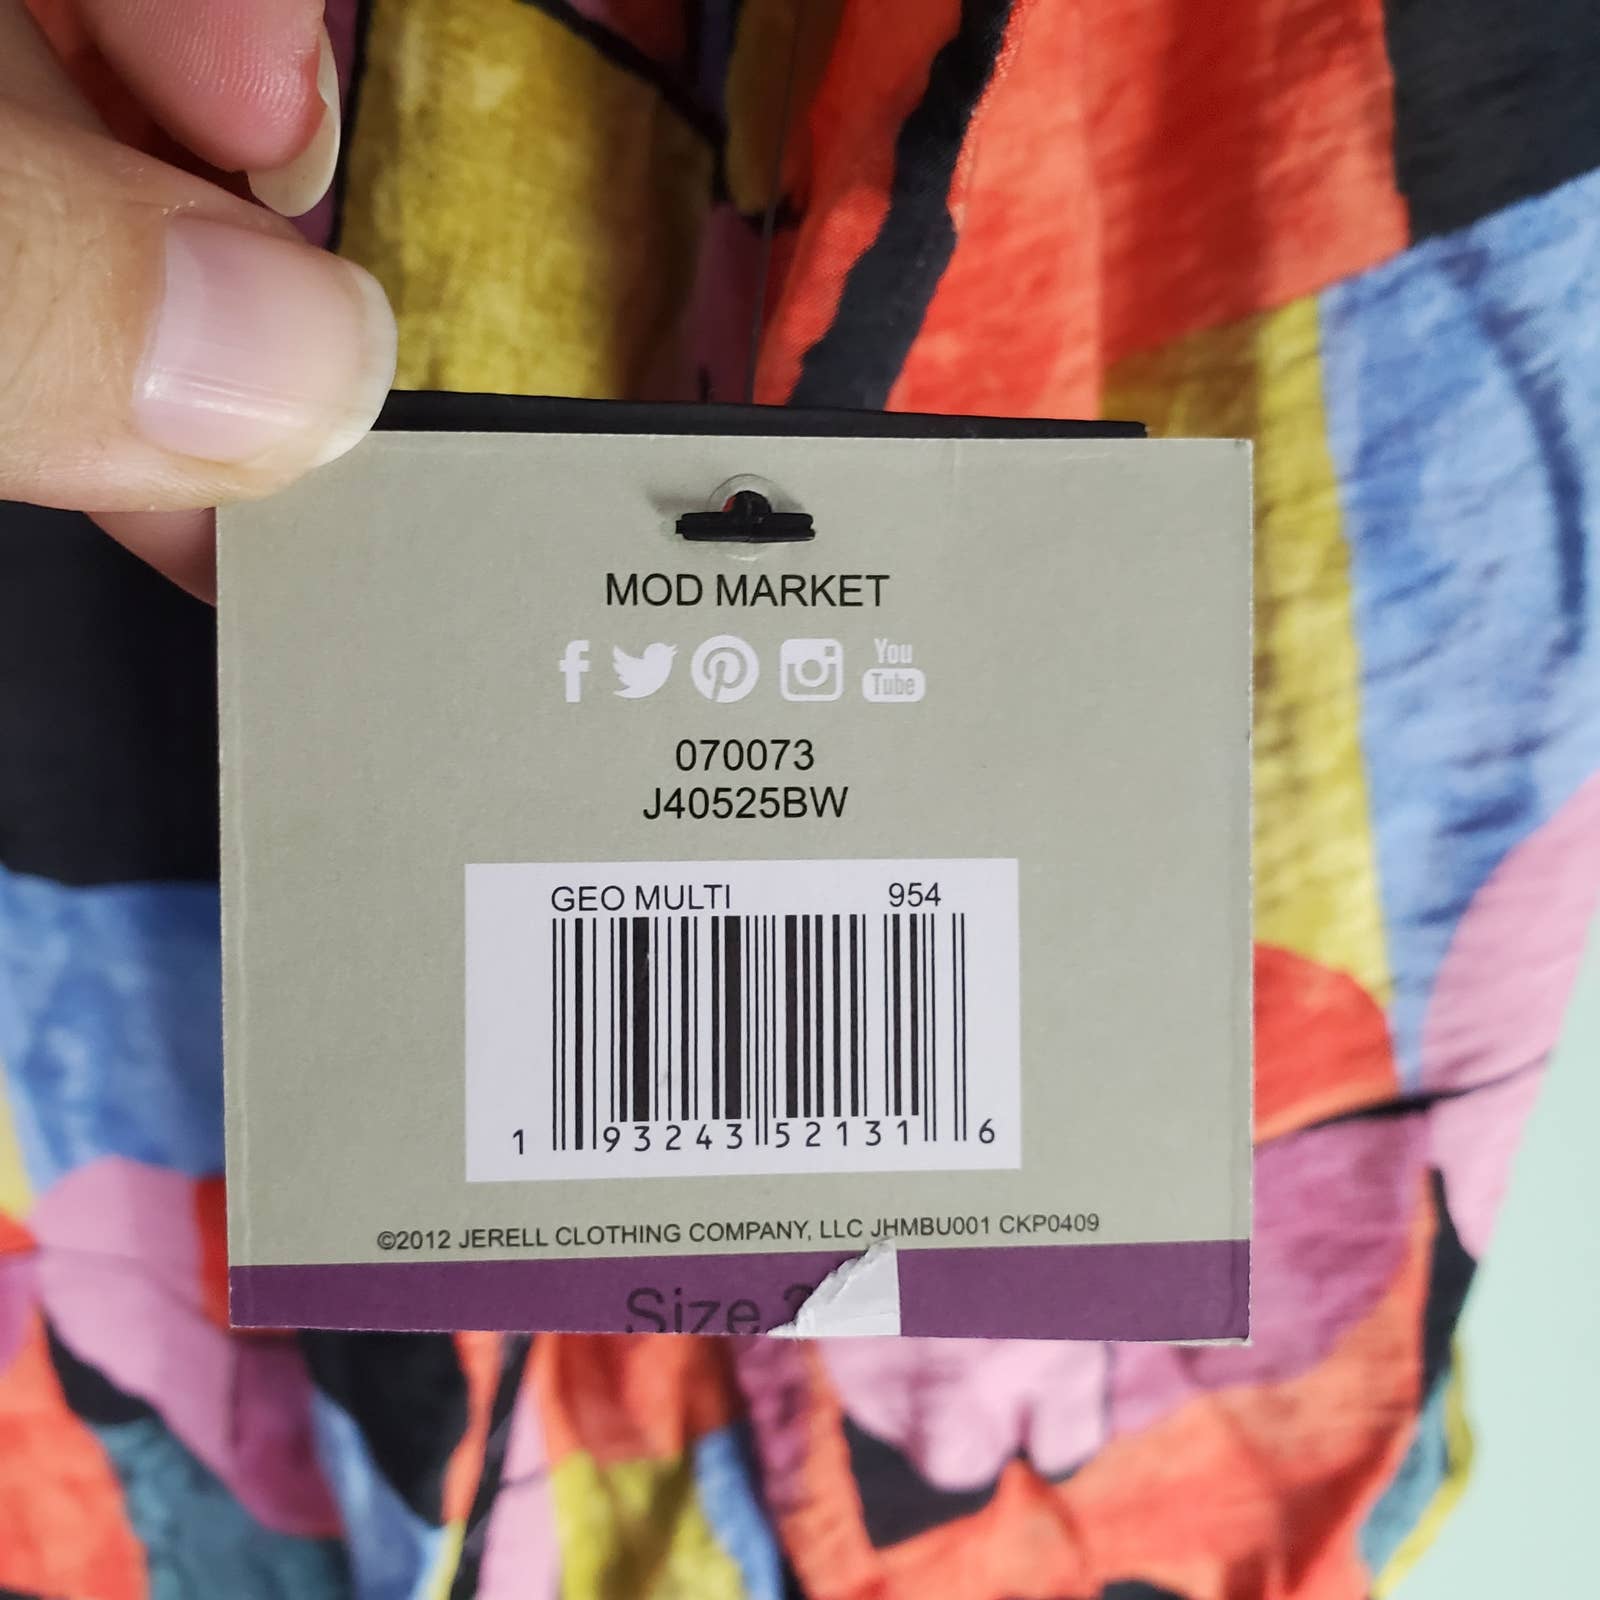 MOD MARKET
f You Tube
070073
J40525BW
GEO MULTI 954
1 93243 52131 6
©2012 JERELL CLOTHING COMPANY, LLC JHMBU001 CKP0409
Size